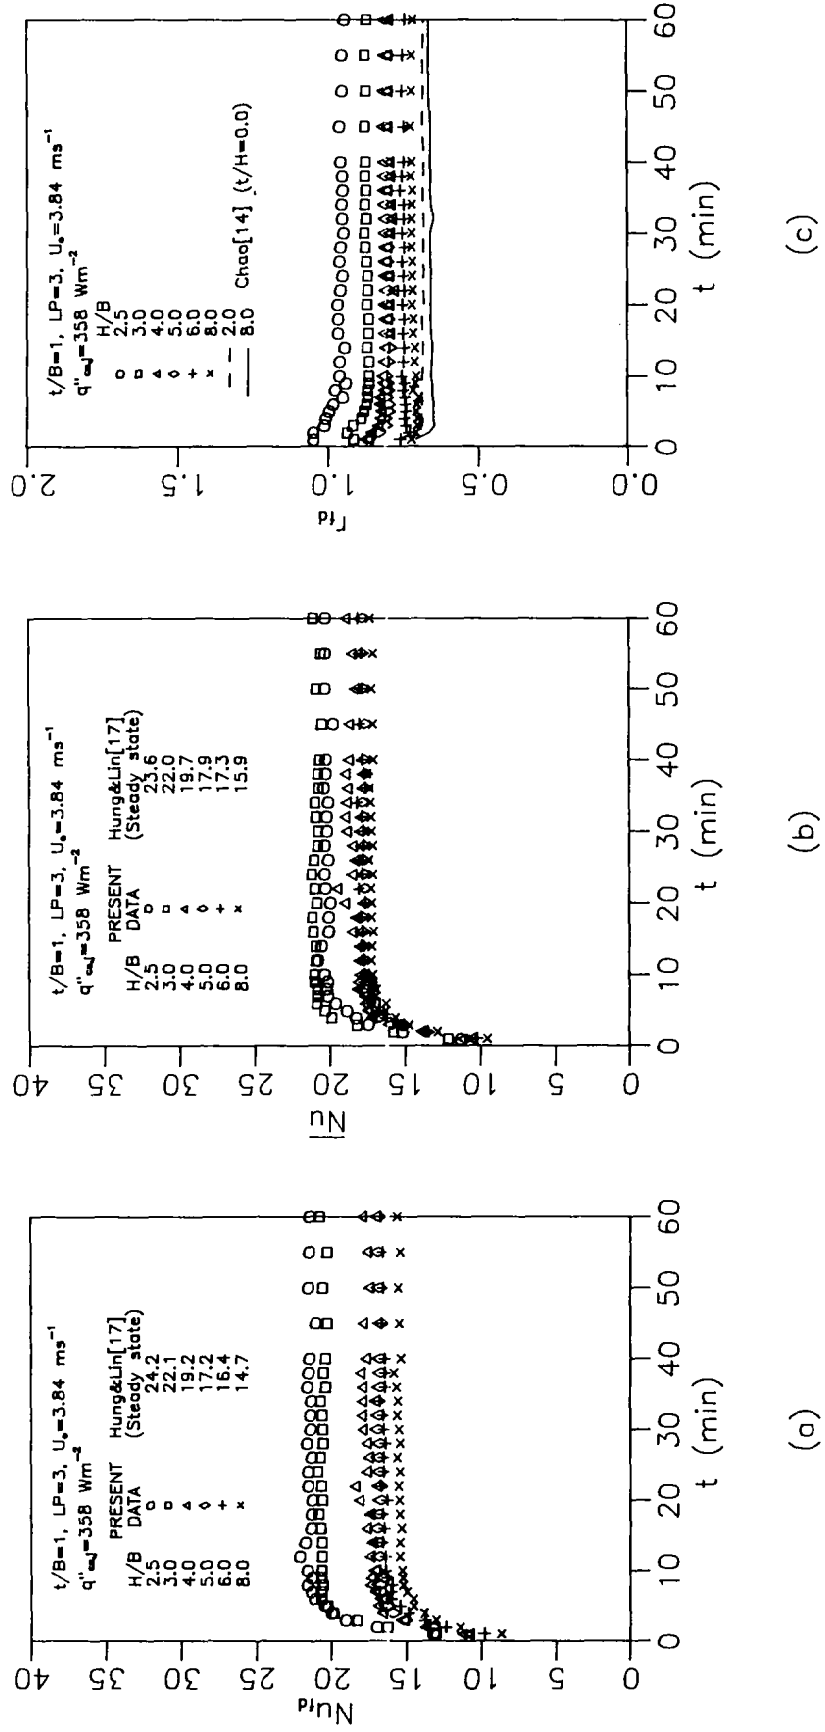 t/B=1, LP=3, U₀=3.84 ms⁻¹
q"conv=358 Wm⁻²
H/B PRESENT DATA Hung&Lin[17] (Steady state)
2.5 ○ 24.2
3.0 □ 22.1
4.0 △ 19.2
5.0 ◇ 17.2
6.0 + 16.4
8.0 × 14.7
Nu_fd
40
35
30
25
20
15
10
5
0
0 10 20 30 40 50 60
t (min)
(a)
t/B=1, LP=3, U₀=3.84 ms⁻¹
q"conv=358 Wm⁻²
H/B PRESENT DATA Hung&Lin[17] (Steady state)
2.5 ○ 23.6
3.0 □ 22.0
4.0 △ 19.7
5.0 ◇ 17.9
6.0 + 17.3
8.0 × 15.9
Nu
40
35
30
25
20
15
10
5
0
0 10 20 30 40 50 60
t (min)
(b)
t/B=1, LP=3, U₀=3.84 ms⁻¹
q"conv=358 Wm⁻²
H/B
○ 2.5
□ 3.0
△ 4.0
◇ 5.0
+ 6.0
× 8.0
2.0
8.0 Chao[14] (t/H=0.0)
r_fd
2.0
1.5
1.0
0.5
0.0
0 10 20 30 40 50 60
t (min)
(c)